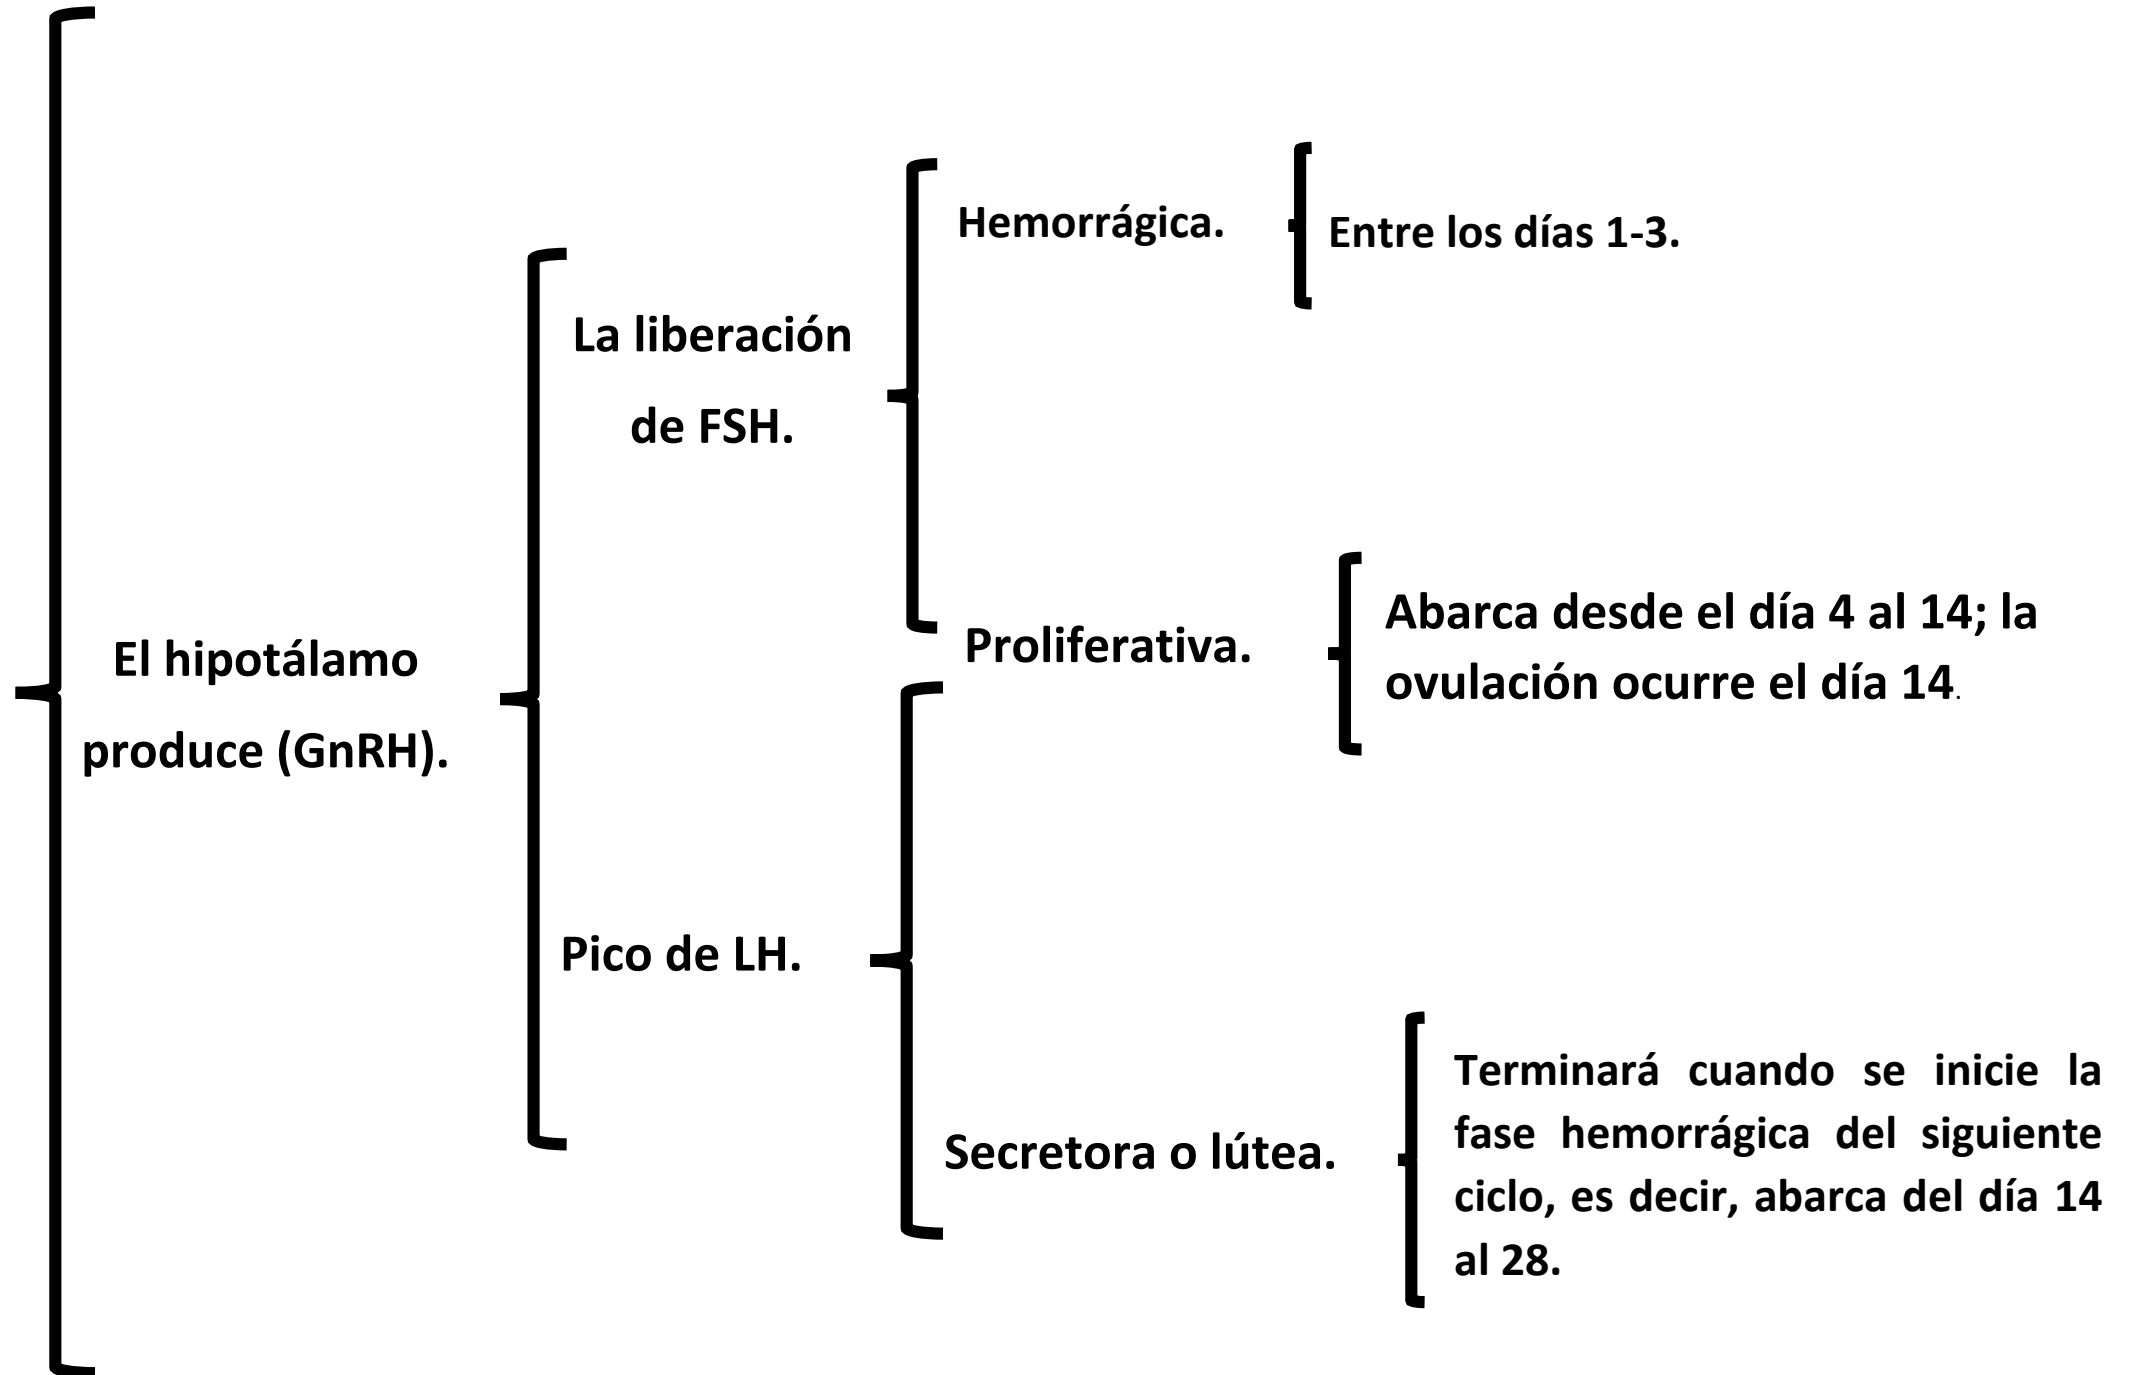 El hipotálamo
produce (GnRH).
La liberación
de FSH.
Hemorrágica.
Entre los días 1-3.
Proliferativa.
Abarca desde el día 4 al 14; la
ovulación ocurre el día 14.
Pico de LH.
Secretora o lútea.
Terminará cuando se inicie la
fase hemorrágica del siguiente
ciclo, es decir, abarca del día 14
al 28.